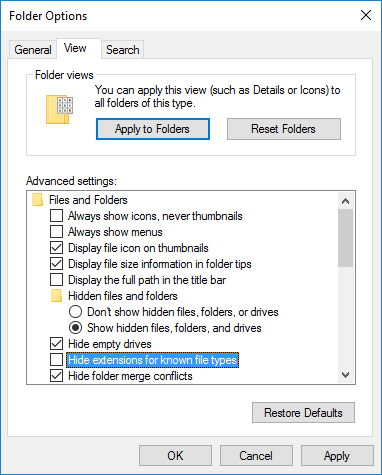 Folder Options
General
View
Search
Folder views
You can apply this view (such as Details or Icons) to
all folders of this type.
Apply to Folders
Reset Folders
Advanced settings:
Files and Folders
Always show icons, never thumbnails
Always show menus
Display file icon on thumbnails
Display file size information in folder tips
Display the full path in the title bar
Hidden files and folders
Don't show hidden files, folders, or drives
Show hidden files, folders, and drives
Hide empty drives
Hide extensions for known file types
Hide folder merge conflicts
Restore Defaults
OK
Cancel
Apply